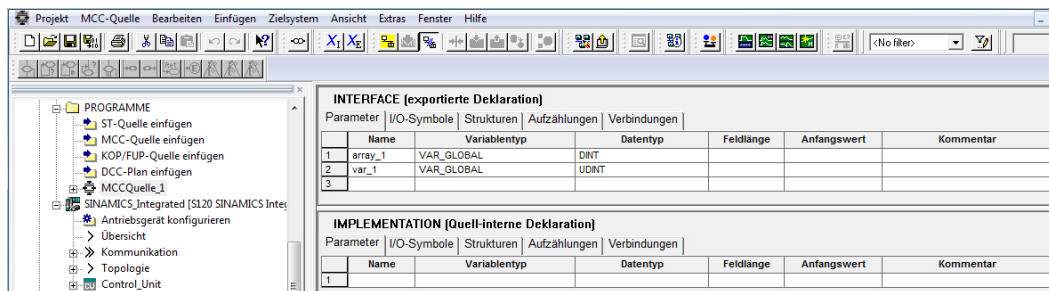 Projekt MCC-Quelle Bearbeiten Einfügen Zielsystem Ansicht Extras Fenster Hilfe
<No filter>
PROGRAMME
ST-Quelle einfügen
MCC-Quelle einfügen
KOP/FUP-Quelle einfügen
DCC-Plan einfügen
MCCQuelle_1
SINAMICS_Integrated [S120 SINAMICS Integ
Antriebsgerät konfigurieren
Übersicht
Kommunikation
Topologie
Control_Unit
INTERFACE (exportierte Deklaration)
Parameter I/O-Symbole Strukturen Aufzählungen Verbindungen
Name Variablentyp Datentyp Feldlänge Anfangswert Kommentar
1 array_1 VAR_GLOBAL DINT
2 var_1 VAR_GLOBAL UDINT
3
IMPLEMENTATION (Quell-interne Deklaration)
Parameter I/O-Symbole Strukturen Aufzählungen Verbindungen
Name Variablentyp Datentyp Feldlänge Anfangswert Kommentar
1